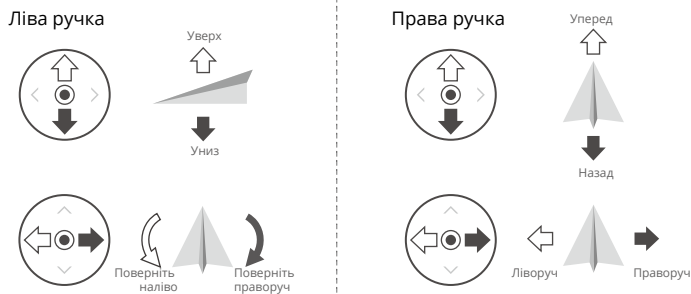 Ліва ручка
Уверх
Униз
Поверніть
наліво
Поверніть
праворуч
Права ручка
Уперед
Назад
Ліворуч
Праворуч